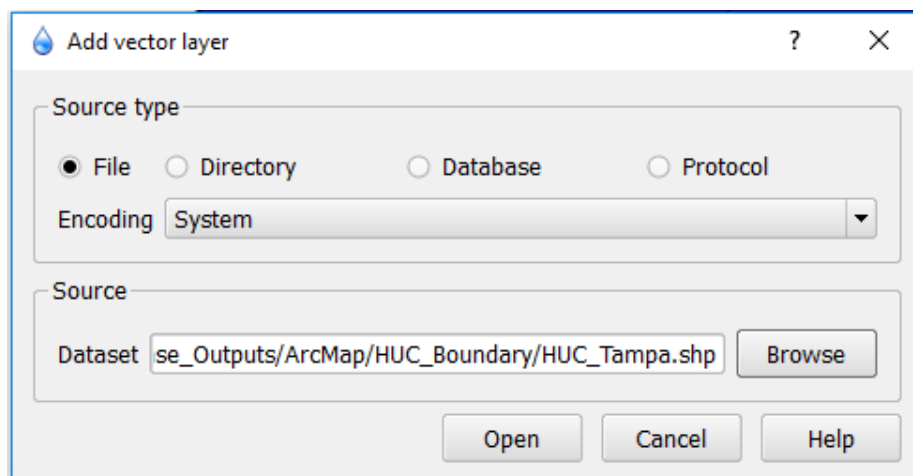 Add vector layer ?
Source type
File Directory Database Protocol
Encoding System
Source
Dataset se_Outputs/ArcMap/HUC_Boundary/HUC_Tampa.shp Browse
Open Cancel Help